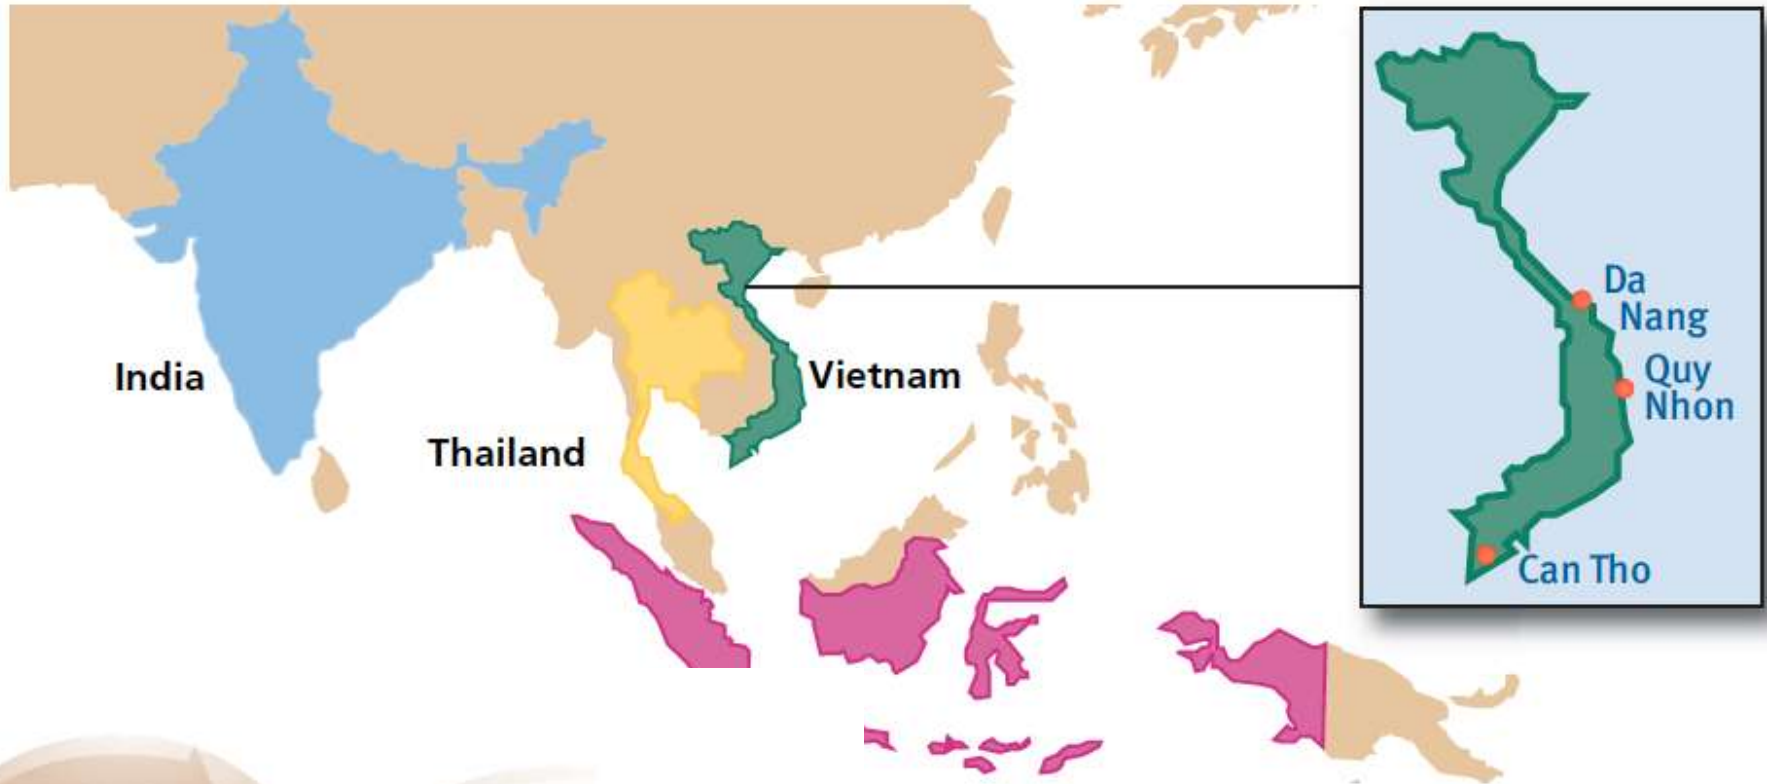 India
Thailand
Vietnam
Da
Nang
Quy
Nhon
Can Tho